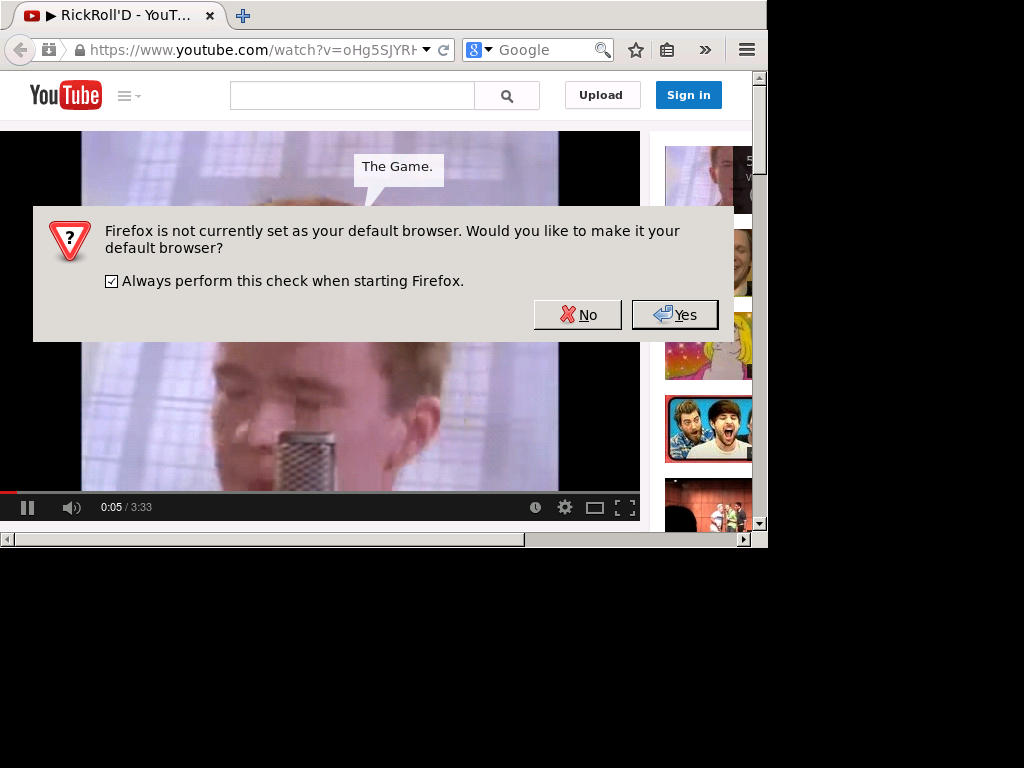 ▶ RickRoll'D - YouT...
https://www.youtube.com/watch?v=oHg5SJYRH
Google
YouTube
Upload
Sign in
The Game.
Firefox is not currently set as your default browser. Would you like to make it your
default browser?
Always perform this check when starting Firefox.
No
Yes
0:05 / 3:33